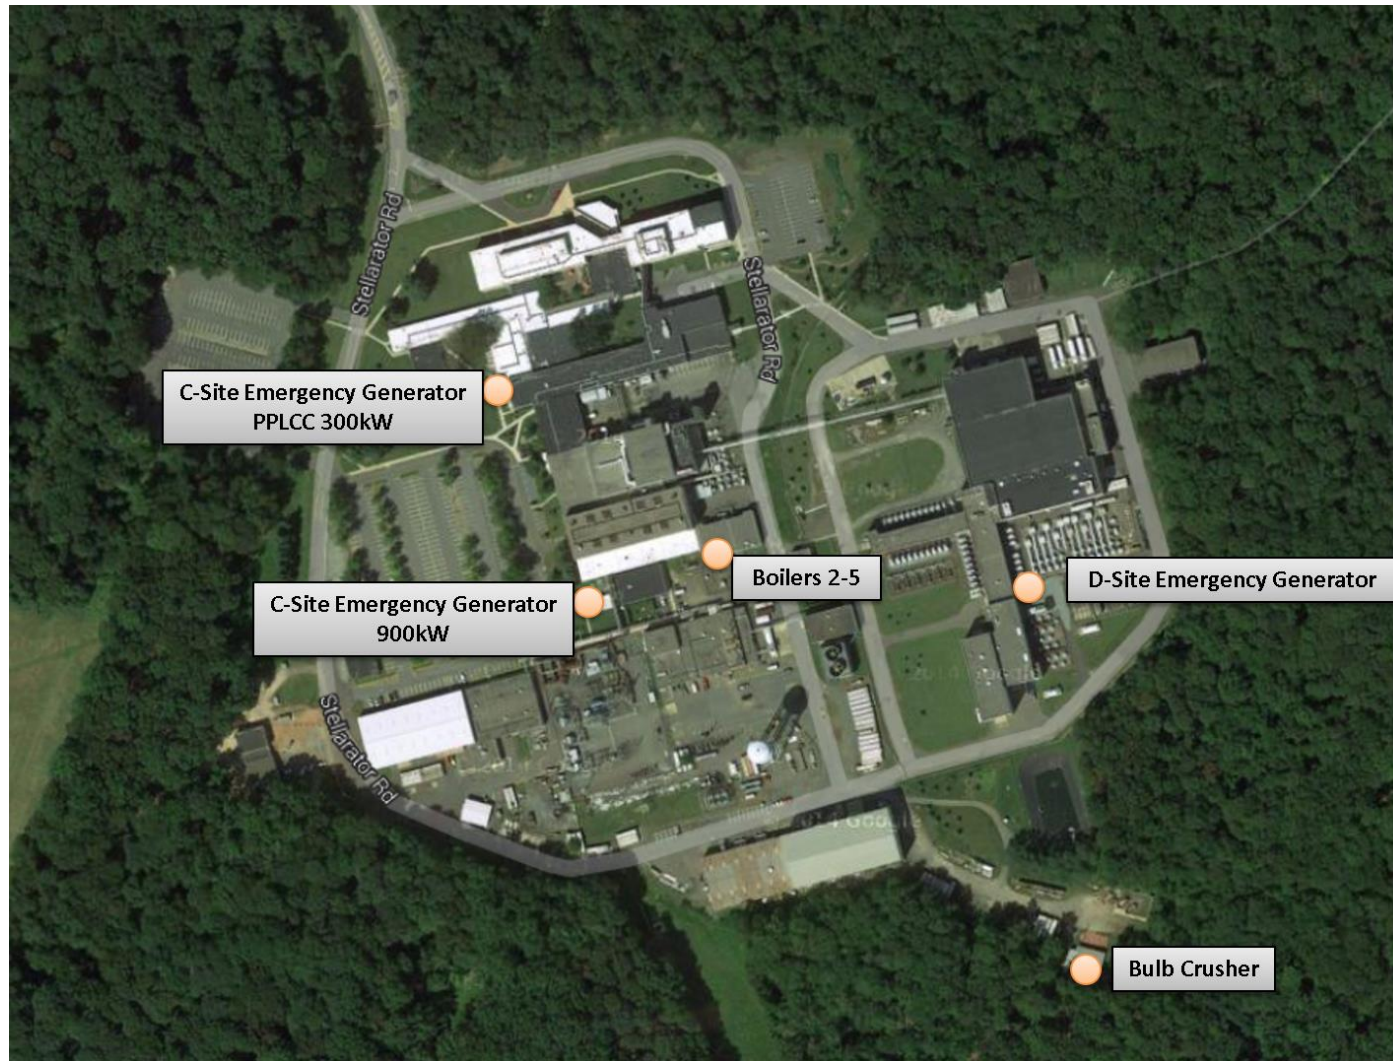 Stellarator Rd
Stellarator Rd
C-Site Emergency Generator
PPLCC 300kW
Boilers 2-5
D-Site Emergency Generator
C-Site Emergency Generator
900kW
Stellarator Rd
Bulb Crusher